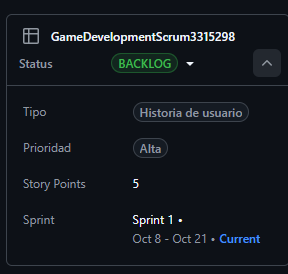 GameDevelopmentScrum3315298
Status BACKLOG
Tipo Historia de usuario
Prioridad Alta
Story Points 5
Sprint Sprint 1 •
Oct 8 - Oct 21 • Current